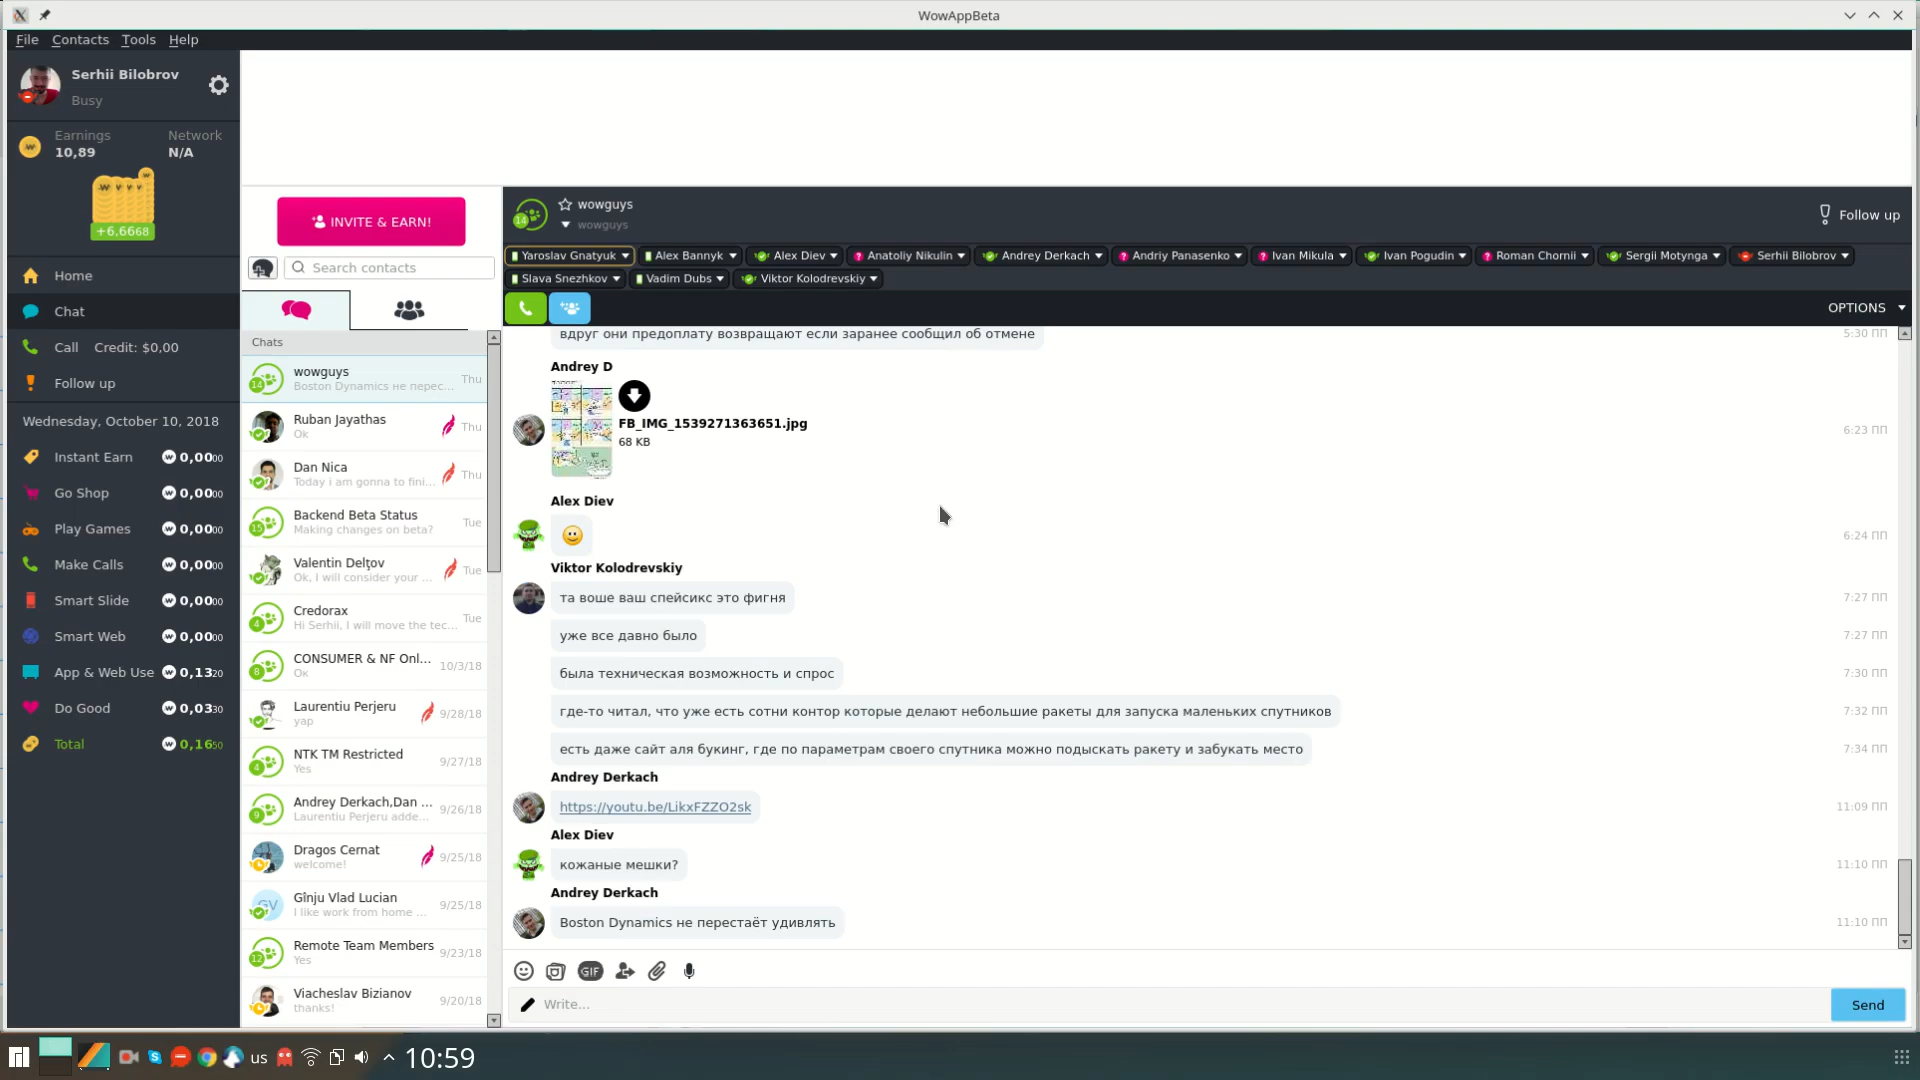 WowAppBeta
File Contacts Tools Help
Serhii Bilobrov
Busy
Earnings Network
10,89 N/A
+6,6668
Home
Chat
Call Credit: $0,00
Follow up
Wednesday, October 10, 2018
Instant Earn 0,0000
Go Shop 0,0000
Play Games 0,0000
Make Calls 0,0000
Smart Slide 0,0000
Smart Web 0,0000
App & Web Use 0,1320
Do Good 0,0330
Total 0,1650
INVITE & EARN!
Search contacts
Chats
wowguys
Boston Dynamics не перес... Thu
14
Ruban Jayathas
Ok Thu
Dan Nica
Today i am gonna to fini... Thu
Backend Beta Status
Making changes on beta? Tue
15
Valentin Delțov
Ok, I will consider your ... Tue
Credorax
Hi Serhii, I will move the tec... Tue
4
CONSUMER & NF Onl... 10/3/18
Ок
8
Laurentiu Perjeru 9/28/18
yap
NTK TM Restricted 9/27/18
Yes
4
Andrey Derkach,Dan ... 9/26/18
Laurentiu Perjeru adde...
9
Dragos Cernat 9/25/18
welcome!
GV
Gînju Vlad Lucian 9/25/18
I like work from home ...
Remote Team Members 9/23/18
Yes
12
Viacheslav Bizianov 9/20/18
thanks!
14
wowguys
wowguys
Follow up
Yaroslav Gnatyuk Alex Bannyk Alex Diev Anatoliy Nikulin Andrey Derkach Andriy Panasenko Ivan Mikula Ivan Pogudin Roman Chornii Sergii Motynga Serhii Bilobrov
Slava Snezhkov Vadim Dubs Viktor Kolodrevskiy
OPTIONS
вдруг они предоплату возвращают если заранее сообщил об отмене 5:30 ПП
Andrey D
FB_IMG_1539271363651.jpg 6:23 ПП
68 KB
Alex Diev
6:24 ПП
Viktor Kolodrevskiy
та воше ваш спейсикс это фигня 7:27 ПП
уже все давно было 7:27 ПП
была техническая возможность и спрос 7:30 ПП
где-то читал, что уже есть сотни контор которые делают небольшие ракеты для запуска маленьких спутников 7:32 ПП
есть даже сайт аля букинг, где по параметрам своего спутника можно подыскать ракету и забукать место 7:34 ПП
Andrey Derkach
https://youtu.be/LikxFZZO2sk 11:09 ПП
Alex Diev
кожаные мешки? 11:10 ПП
Andrey Derkach
Boston Dynamics не перестаёт удивлять 11:10 ПП
GIF
Write...
Send
us 10:59